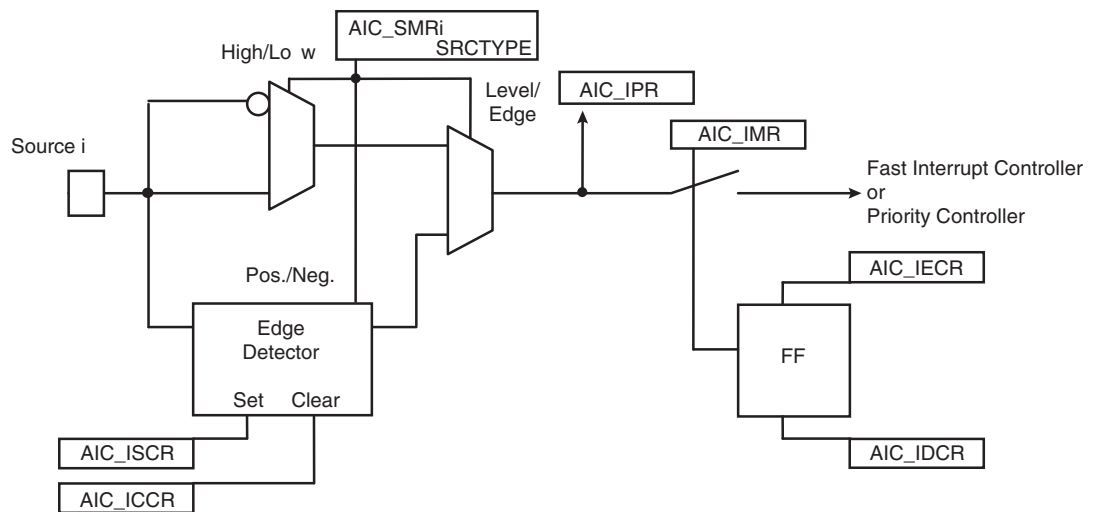 AIC_SMRi
SRCTYPE
High/Lo w
Level/
Edge
AIC_IPR
AIC_IMR
Source i
Fast Interrupt Controller
or
Priority Controller
Pos./Neg.
AIC_IECR
Edge
Detector
FF
Set Clear
AIC_ISCR
AIC_IDCR
AIC_ICCR